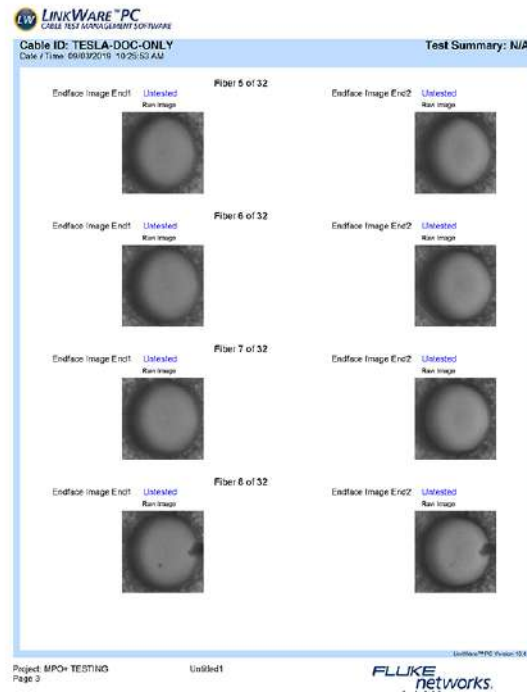 LW LINKWARE™PC
CABLE TEST MANAGEMENT SOFTWARE
Cable ID: TESLA-DOC-ONLY
Test Summary: N/A
Date / Time: 09/03/2019 10:25:53 AM
Fiber 5 of 32
Endface Image End1 Untested
Endface Image End2 Untested
Raw Image
Raw Image
Fiber 6 of 32
Endface Image End1 Untested
Endface Image End2 Untested
Raw Image
Raw Image
Fiber 7 of 32
Endface Image End1 Untested
Endface Image End2 Untested
Raw Image
Raw Image
Fiber 8 of 32
Endface Image End1 Untested
Endface Image End2 Untested
Raw Image
Raw Image
LinkWare™PC Version
Project: MPO+ TESTING
Untitled1
Page 3
FLUKE
networks.